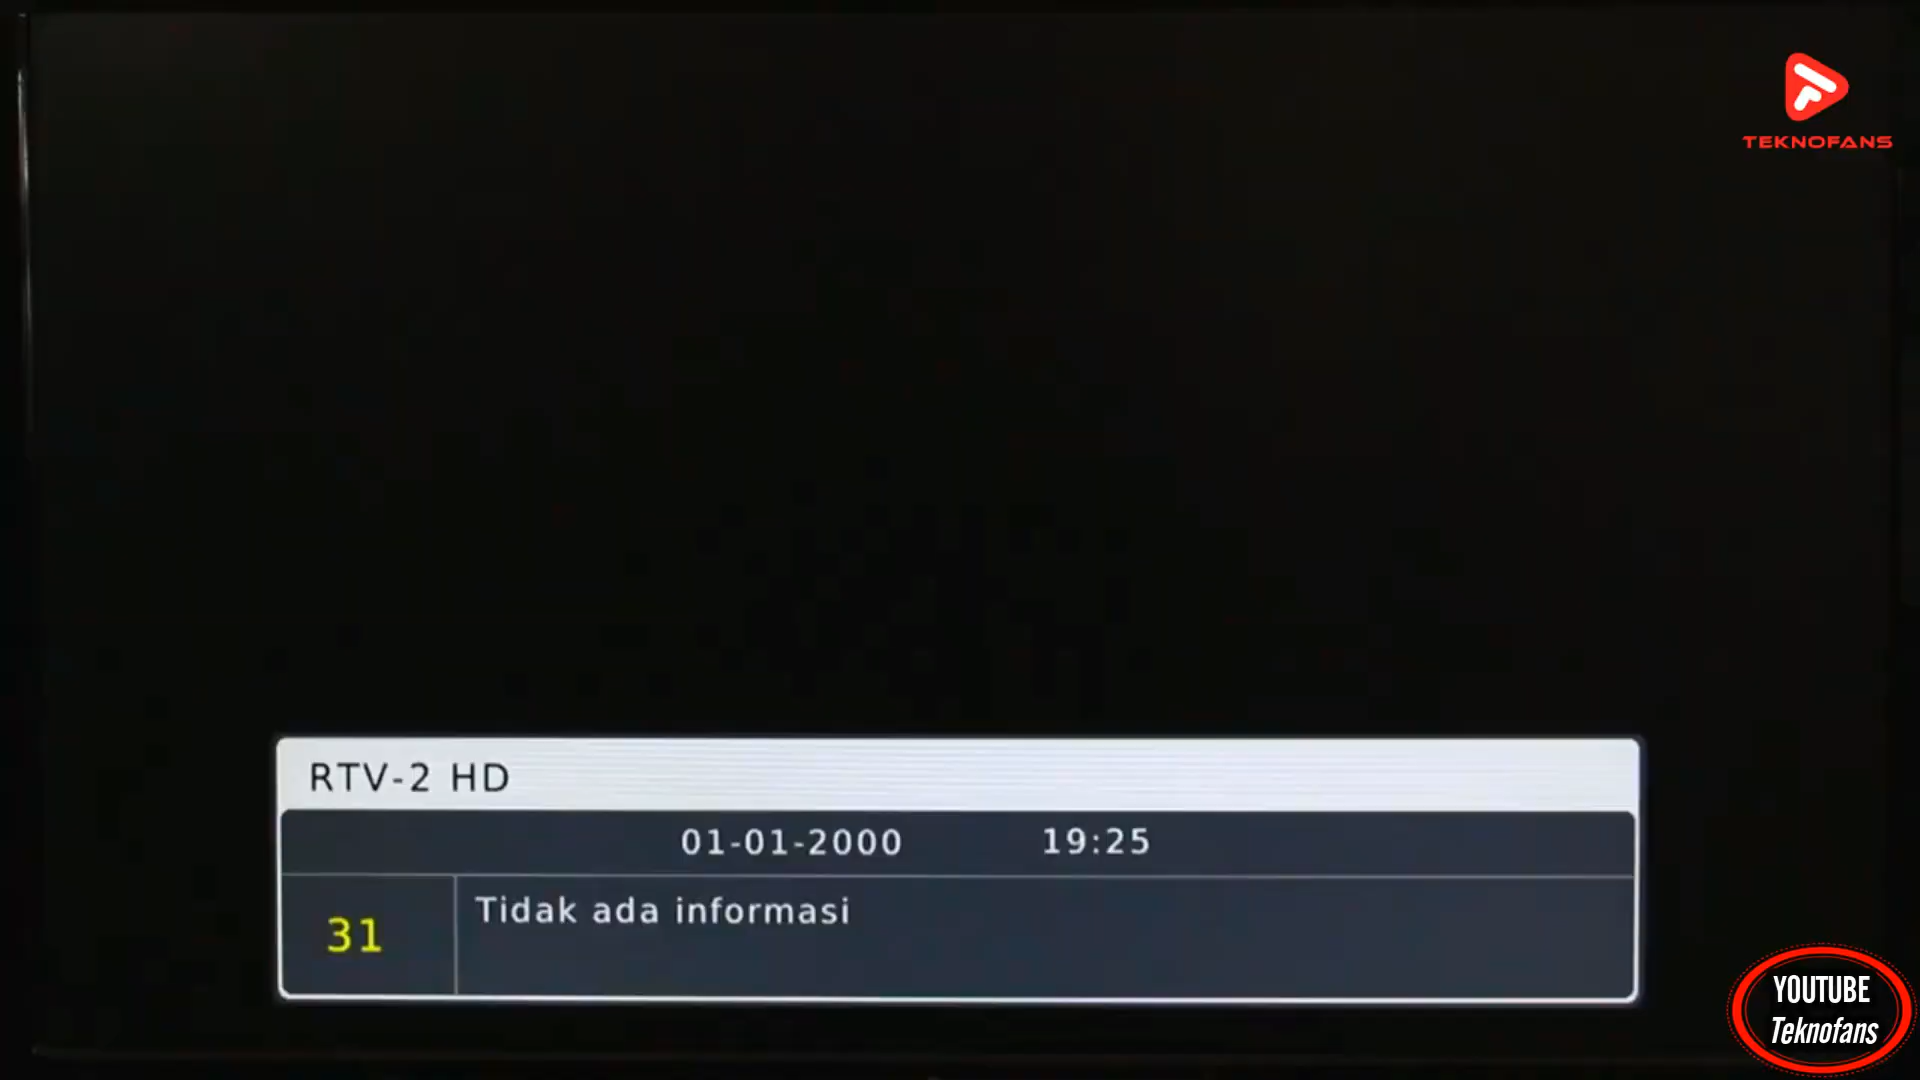 TEKNOFANS
RTV-2 HD
01-01-2000 19:25
31 Tidak ada informasi
YOUTUBE
Teknofans